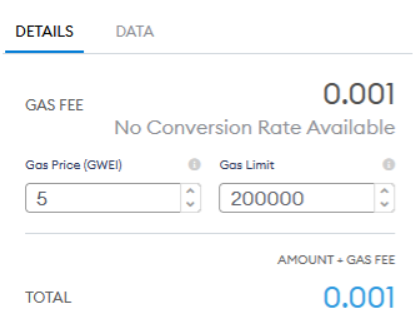 DETAILS DATA
GAS FEE 0.001
No Conversion Rate Available
Gas Price (GWEI) Gas Limit
5 200000
AMOUNT + GAS FEE
TOTAL 0.001